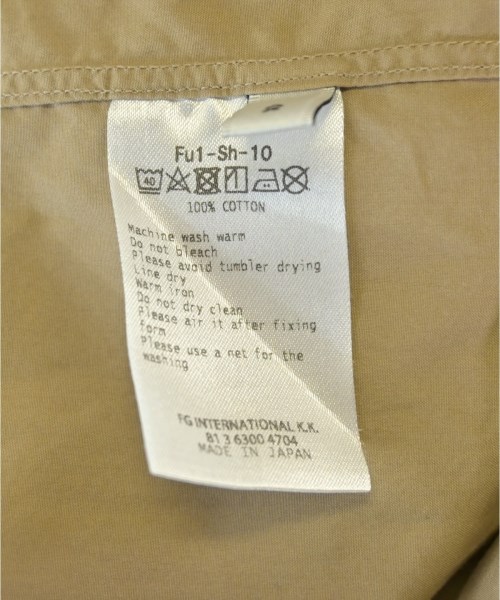 Fu1-Sh-10
40
100% COTTON
Machine wash warm
Do not bleach
Please avoid tumbler drying
Line dry
Warm iron
Do not dry clean
Please air it after fixing
form
Please use a net for the
washing
FG INTERNATIONAL K.K.
81 3 6300 4704
MADE IN JAPAN